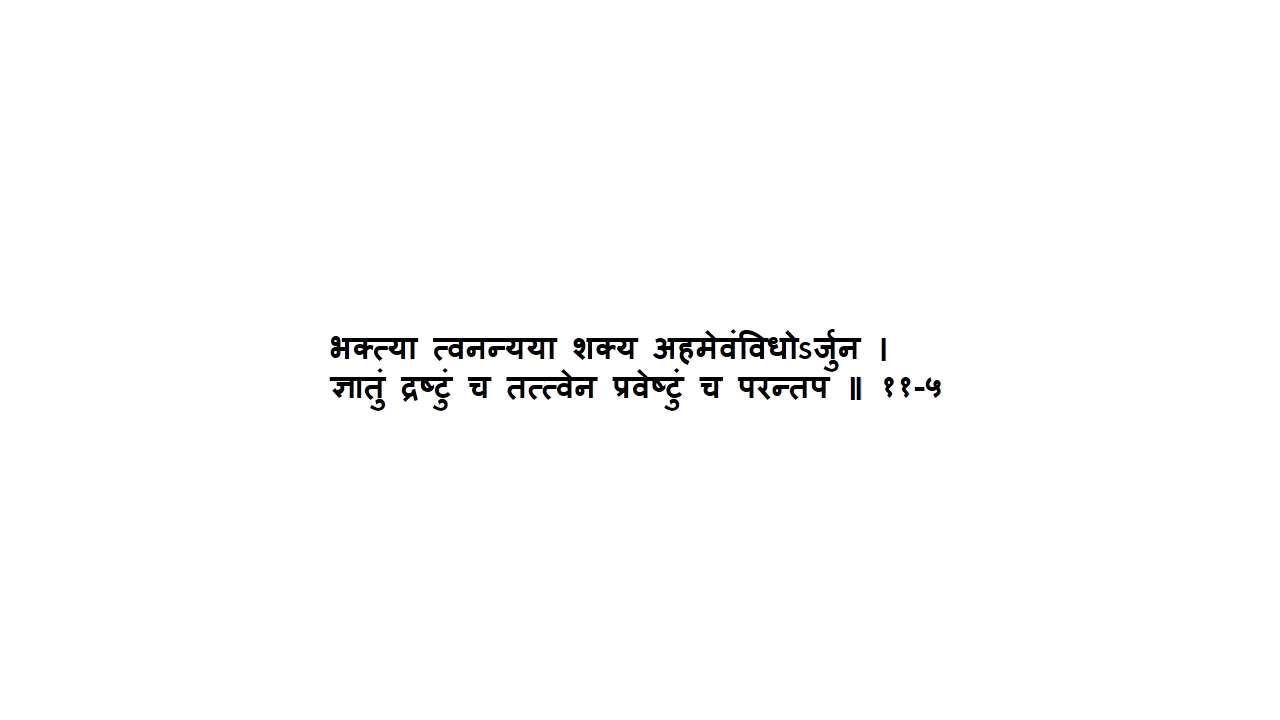 भक्त्या त्वनन्यया शक्य अहमेवंविधोऽर्जुन ।
ज्ञातुं द्रष्टुं च तत्त्वेन प्रवेष्टुं च परन्तप ॥ ११-५